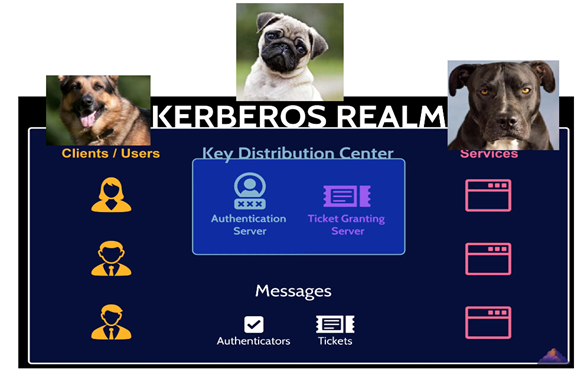 KERBEROS REALM
Clients / Users
Key Distribution Center
Services
Authentication
Server
Ticket Granting
Server
Messages
Authenticators
Tickets